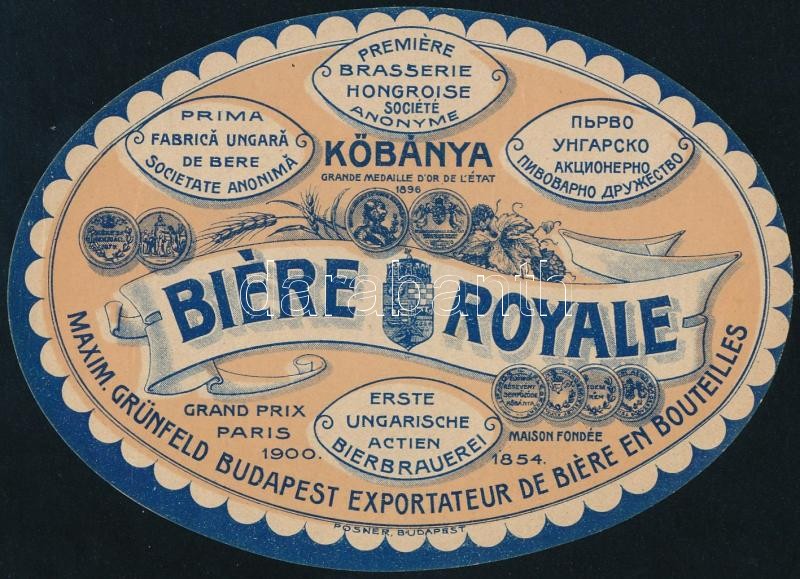 PREMIÈRE
BRASSERIE
HONGROISE
SOCIÉTÉ
ANONYME
PRIMA
FABRICĂ UNGARĂ
DE BERE
SOCIETATE ANONIMĂ
ПЬРВО
УНГАРСКО
АКЦИОНЕРНО
ПИВОВАРНО ДРУЖЕСТВО
KŐBÁNYA
GRANDE MEDAILLE D'OR DE L'ÉTAT
1896
BIÈRE ROYALE
darabanth
GRAND PRIX
PARIS
1900.
ERSTE
UNGARISCHE
ACTIEN
BIERBRAUEREI
MAISON FONDÉE
1854.
MAXIM. GRÜNFELD BUDAPEST EXPORTATEUR DE BIÈRE EN BOUTEILLES
POSNER, BUDAPEST